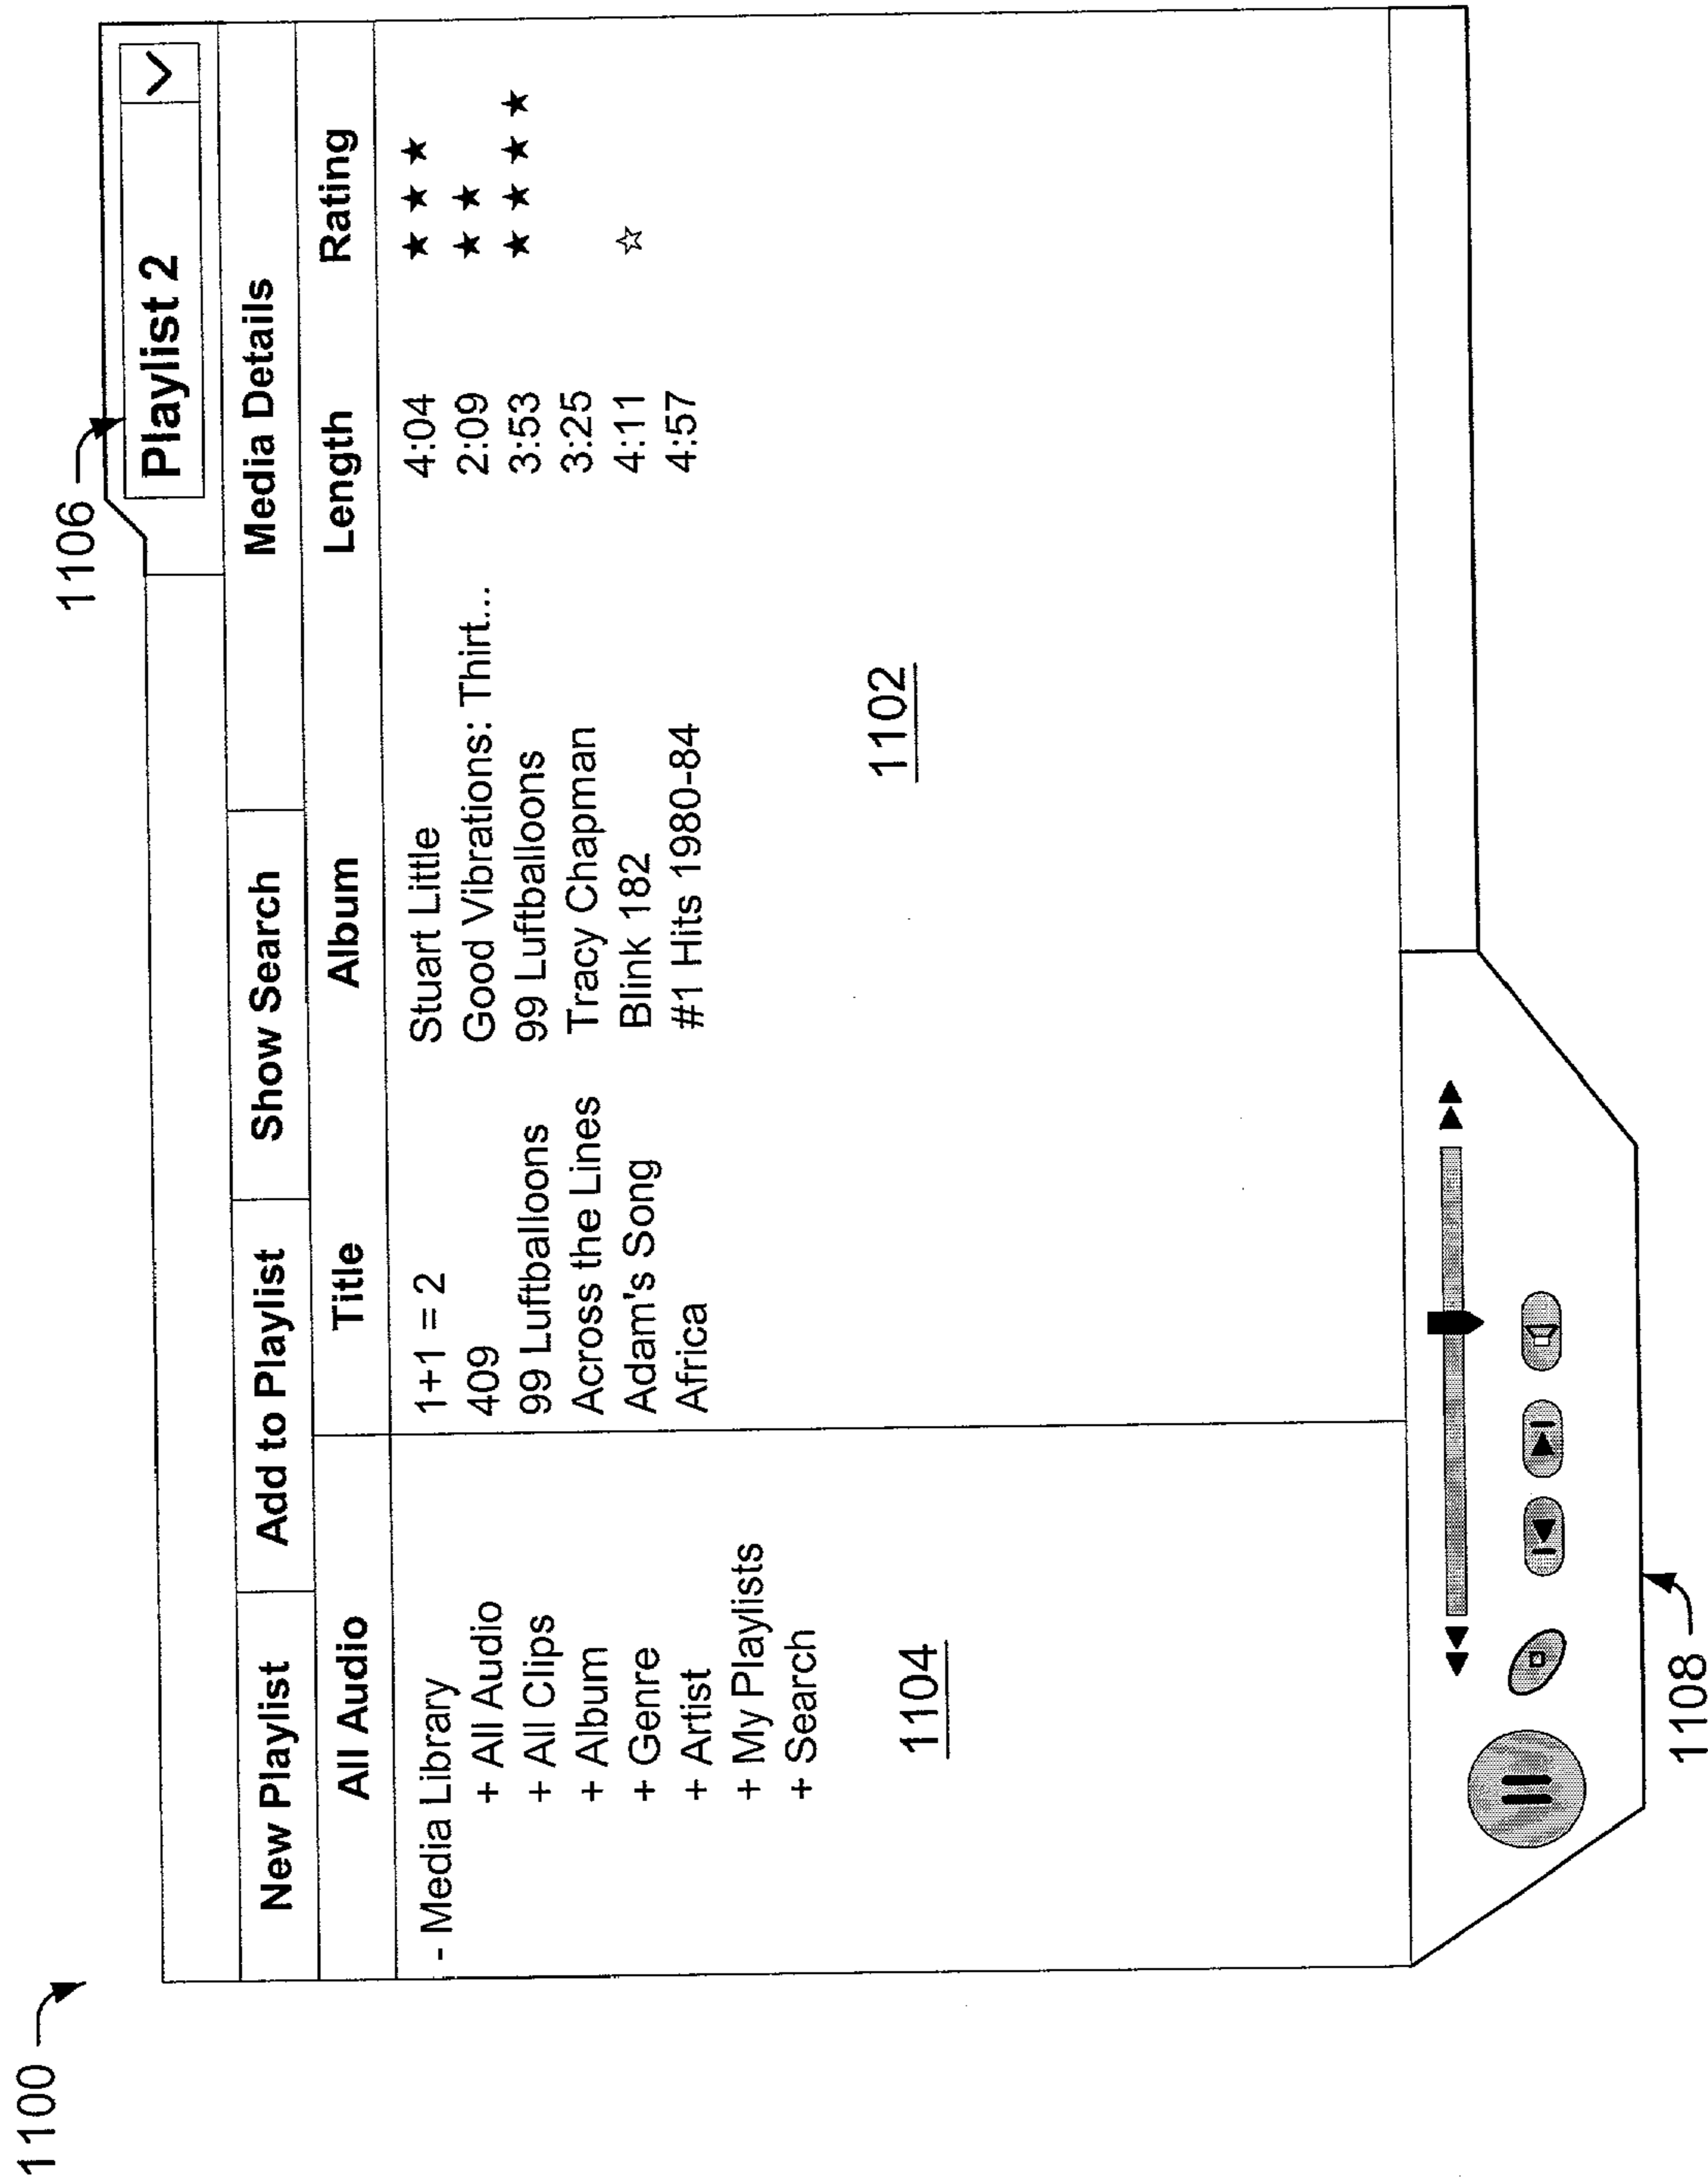 1100
1106
Playlist 2
New Playlist Add to Playlist Show Search Media Details
All Audio Title Album Length Rating
- Media Library
+ All Audio
+ All Clips
+ Album
+ Genre
+ Artist
+ My Playlists
+ Search
1104
1+1 = 2 Stuart Little 4:04
409 Good Vibrations: Thirt... 2:09
99 Luftballoons 99 Luftballoons 3:53
Across the Lines Tracy Chapman 3:25
Adam's Song Blink 182 4:11
Africa #1 Hits 1980-84 4:57
1102
1108